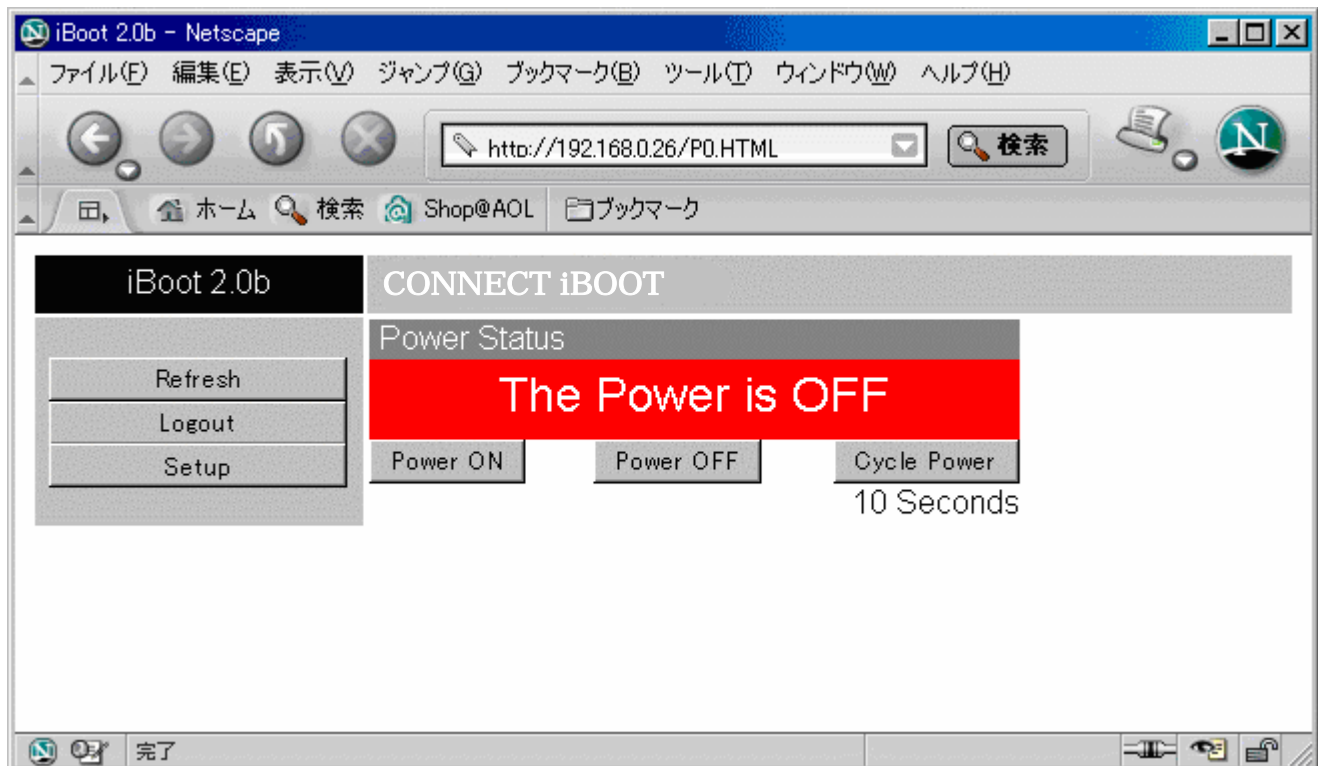 iBoot 2.0b - Netscape
ファイル(F) 編集(E) 表示(V) ジャンプ(G) ブックマーク(B) ツール(T) ウィンドウ(W) ヘルプ(H)
http://192.168.0.26/P0.HTML 検索 N
ホーム 検索 Shop@AOL ブックマーク
iBoot 2.0b CONNECT iBOOT
Power Status
The Power is OFF
Refresh
Logout
Setup
Power ON Power OFF Cycle Power
10 Seconds
完了